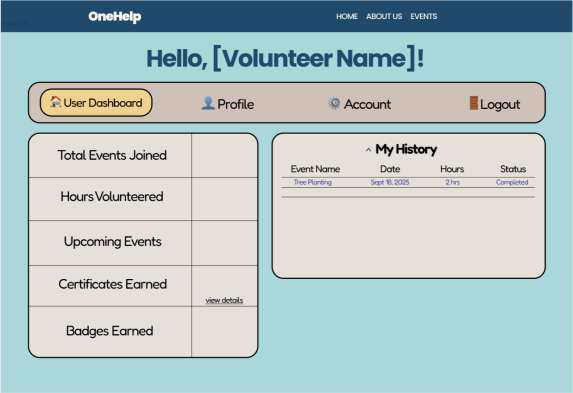 OneHelp
HOME ABOUT US EVENTS
Hello, [Volunteer Name]!
User Dashboard
Profile
Account
Logout
Total Events Joined
Hours Volunteered
Upcoming Events
Certificates Earned
view details
Badges Earned
My History
Event Name Date Hours Status
Tree Planting Sept 18, 2025 2 hrs Completed